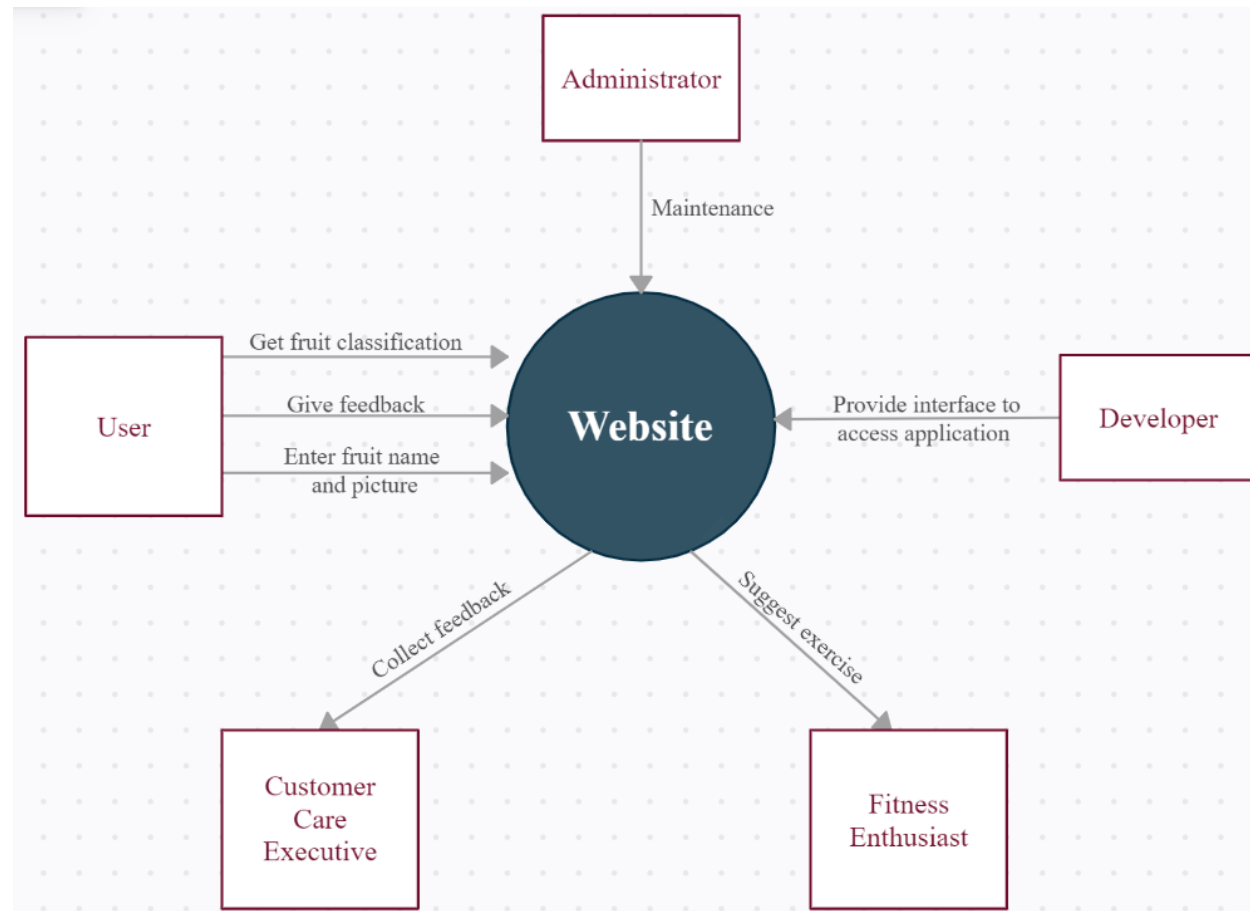 Administrator
Maintenance
Get fruit classification
Give feedback
Enter fruit name
and picture
User
Website
Provide interface to
access application
Developer
Collect feedback
Suggest exercise
Customer
Care
Executive
Fitness
Enthusiast